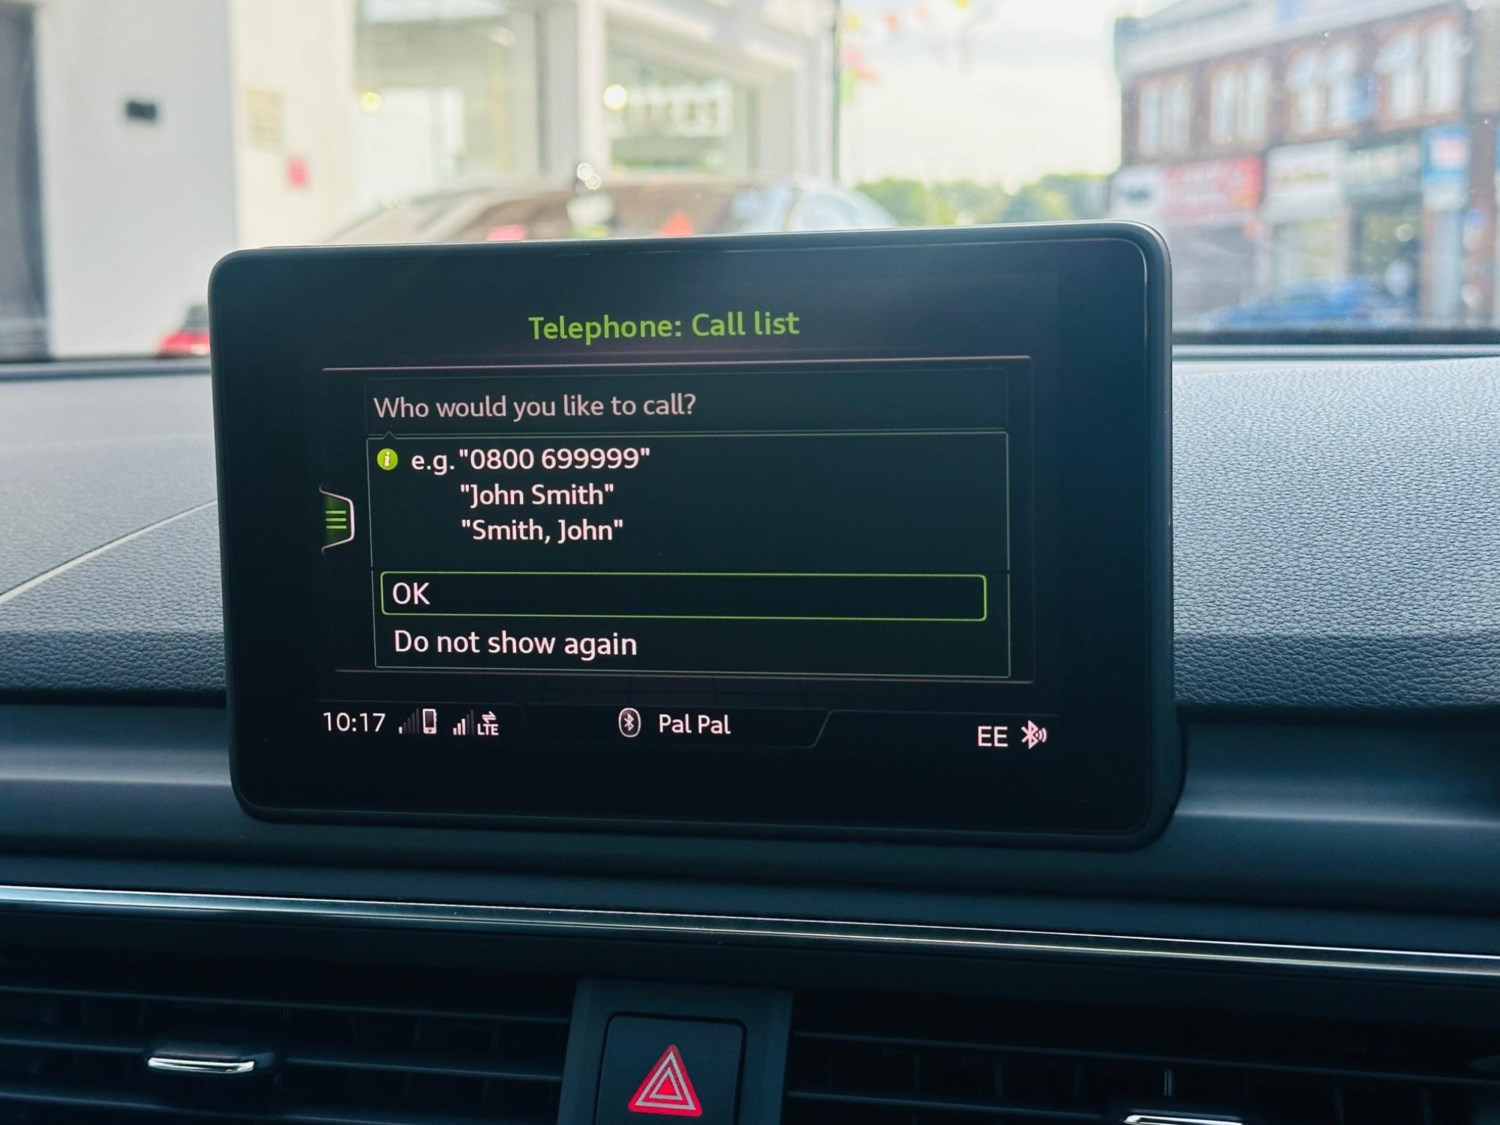 Telephone: Call list
Who would you like to call?
e.g. "0800 699999"
"John Smith"
"Smith, John"
OK
Do not show again
10:17 LTE Pal Pal EE